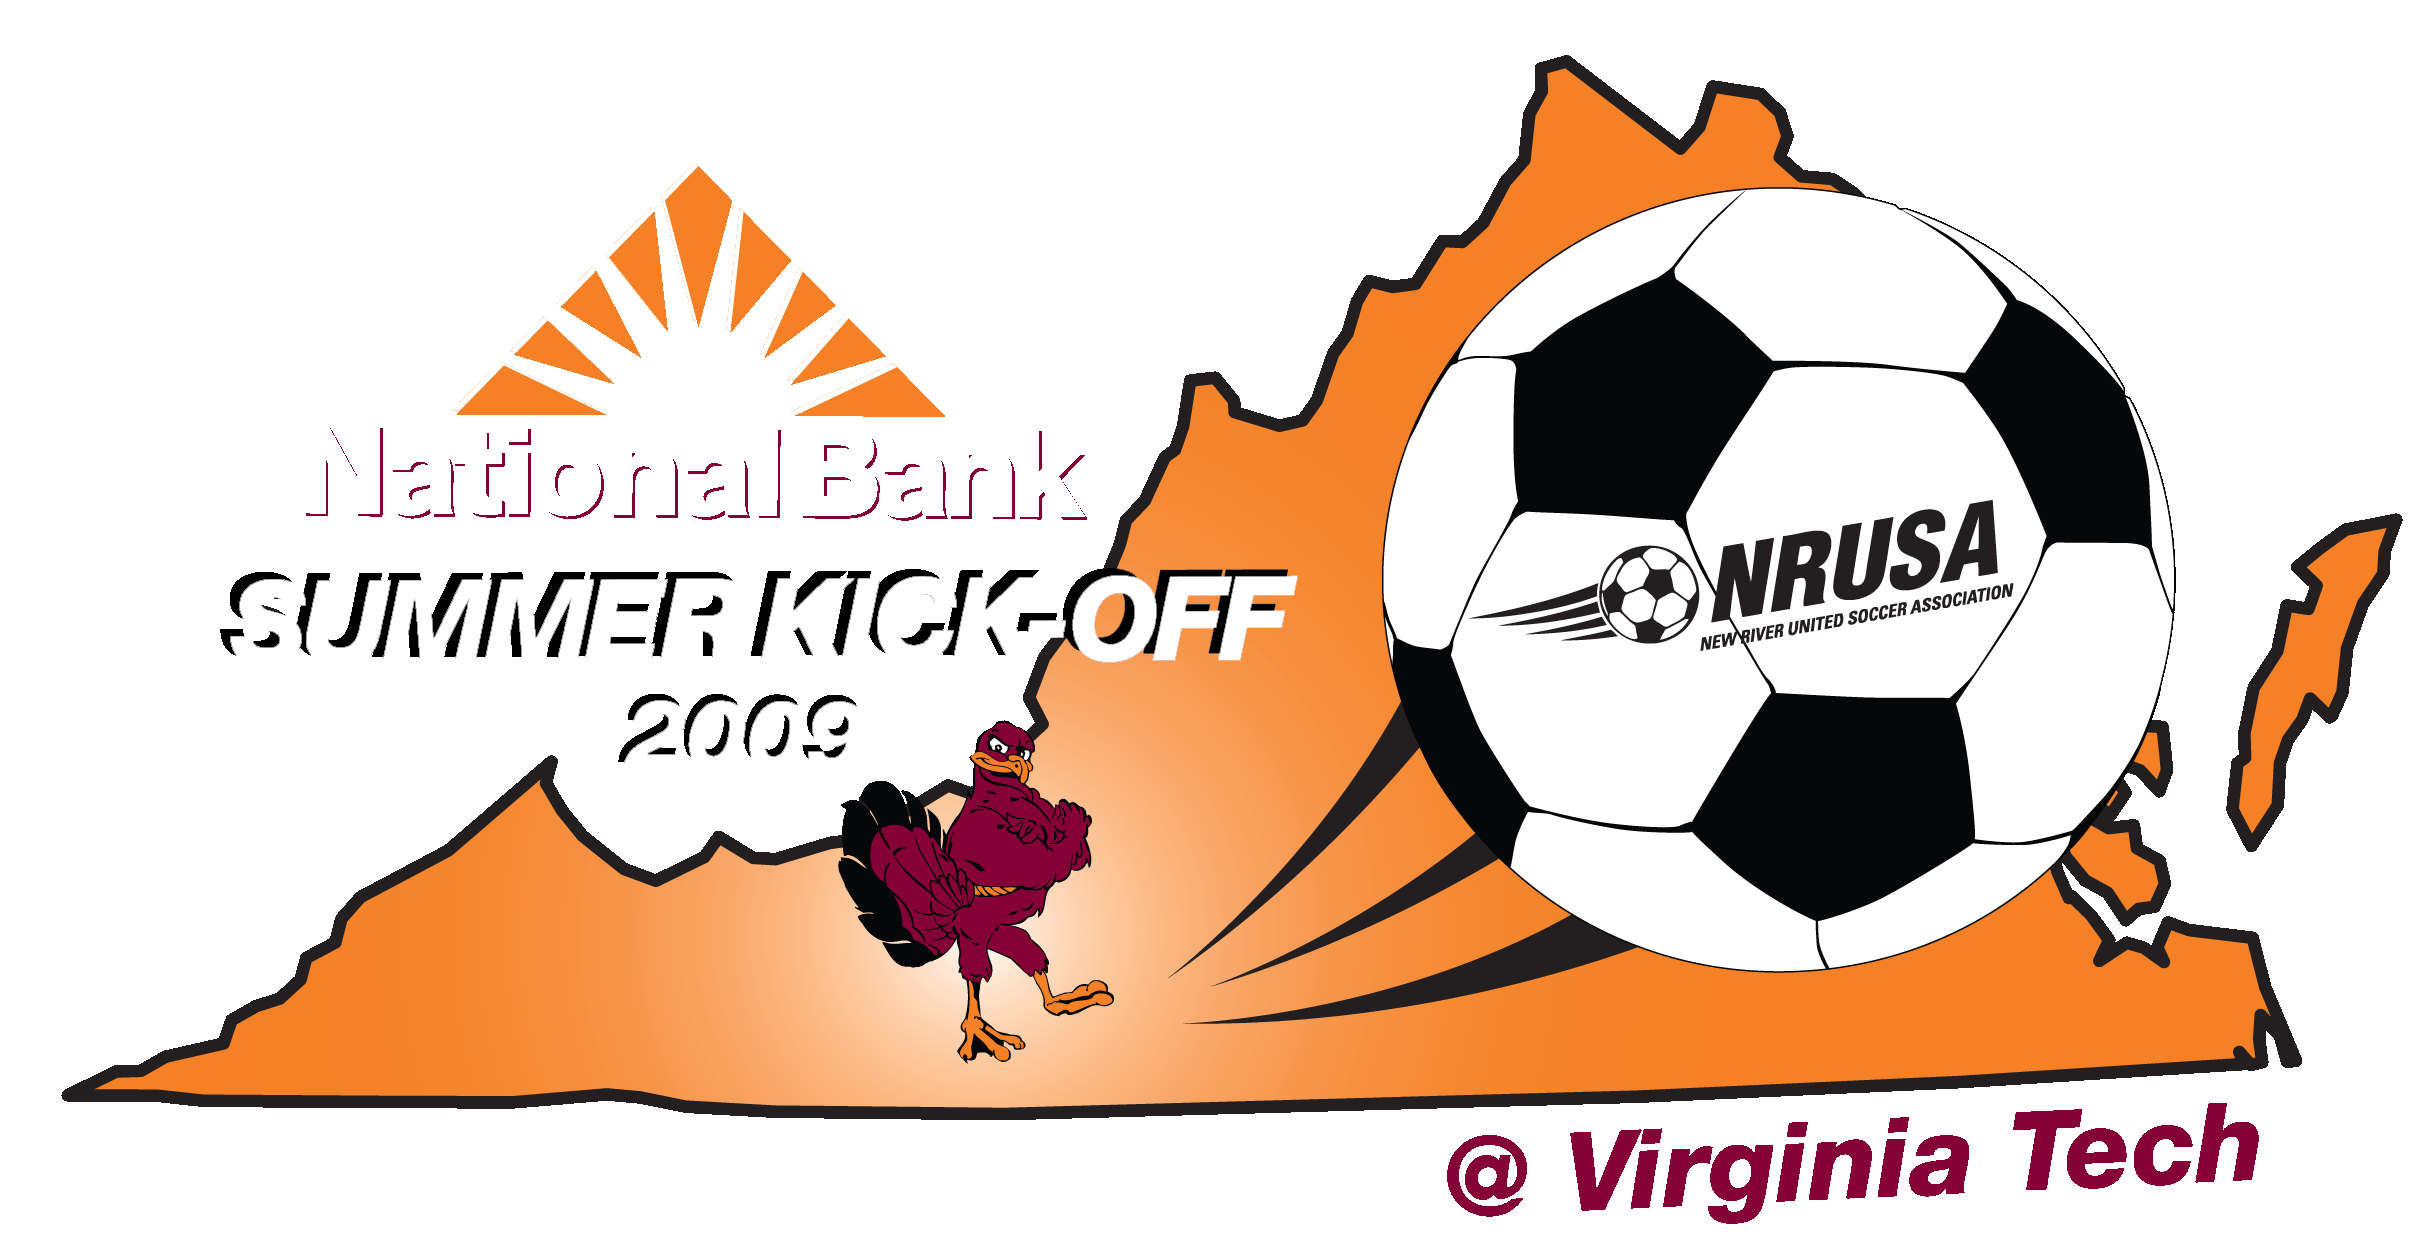 National Bank
SUMMER KICK-OFF
2009
NRUSA
NEW RIVER UNITED SOCCER ASSOCIATION
@ Virginia Tech